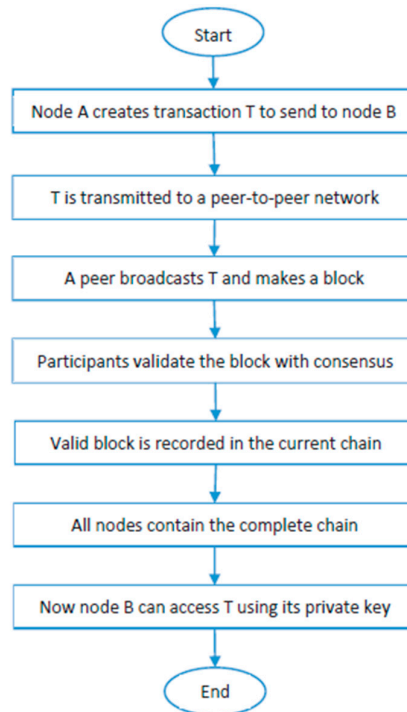 Start
Node A creates transaction T to send to node B
T is transmitted to a peer-to-peer network
A peer broadcasts T and makes a block
Participants validate the block with consensus
Valid block is recorded in the current chain
All nodes contain the complete chain
Now node B can access T using its private key
End